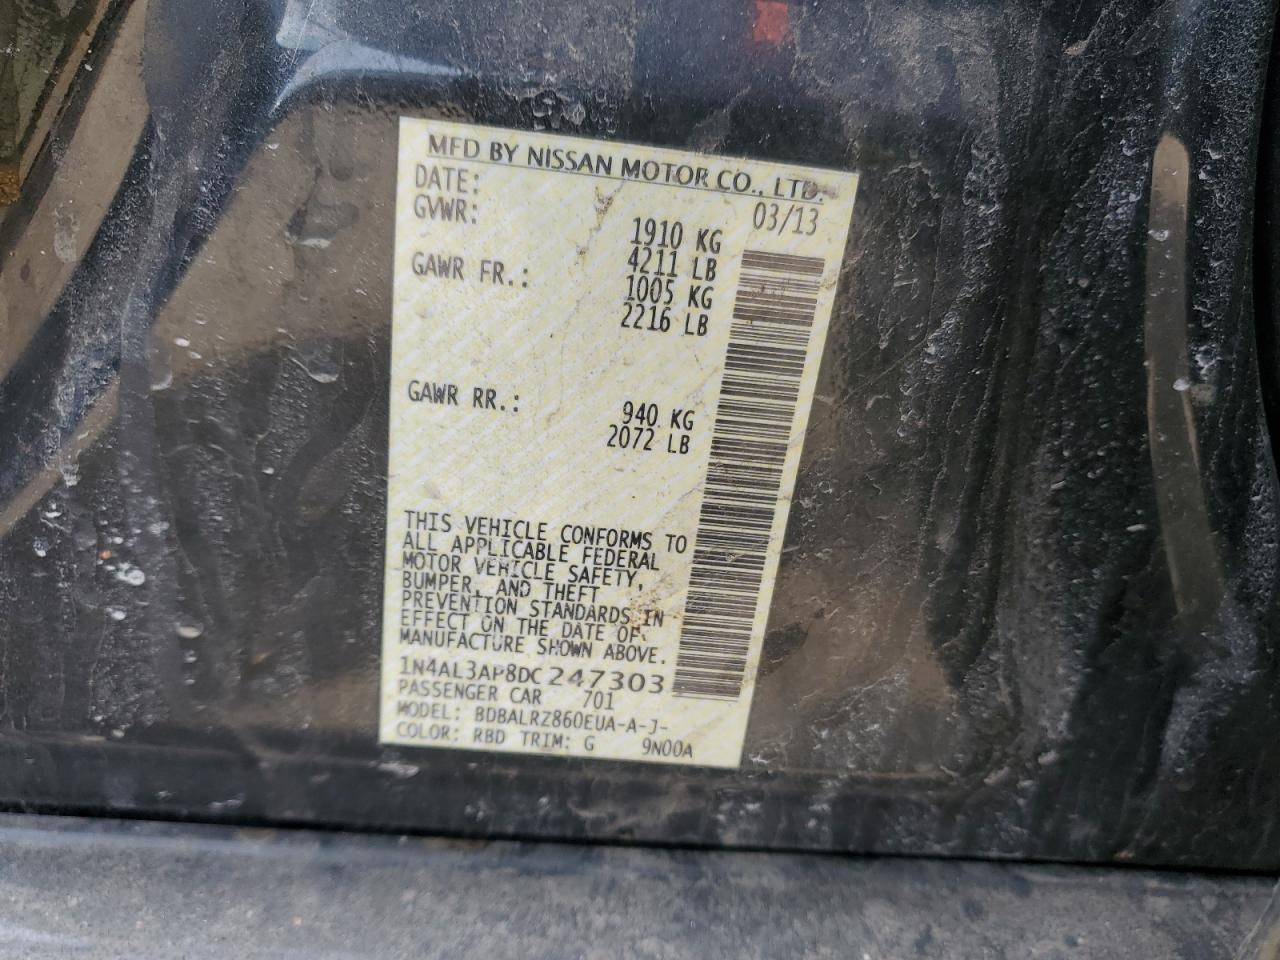 MFD BY NISSAN MOTOR CO., LTD.
DATE: 03/13
GVWR: 1910 KG
4211 LB
GAWR FR.: 1005 KG
2216 LB
GAWR RR.: 940 KG
2072 LB
THIS VEHICLE CONFORMS TO
ALL APPLICABLE FEDERAL
MOTOR VEHICLE SAFETY,
BUMPER, AND THEFT
PREVENTION STANDARDS IN
EFFECT ON THE DATE OF
MANUFACTURE SHOWN ABOVE.
1N4AL3AP8DC247303
PASSENGER CAR 701
MODEL: BDBALRZ860EUA-A-J-
COLOR: RBD TRIM: G 9N00A